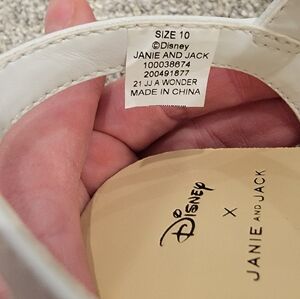 SIZE 10
©Disney
JANIE AND JACK
100038674
200491877
21 JJ A WONDER
MADE IN CHINA
Disney
X
JANIE AND JACK